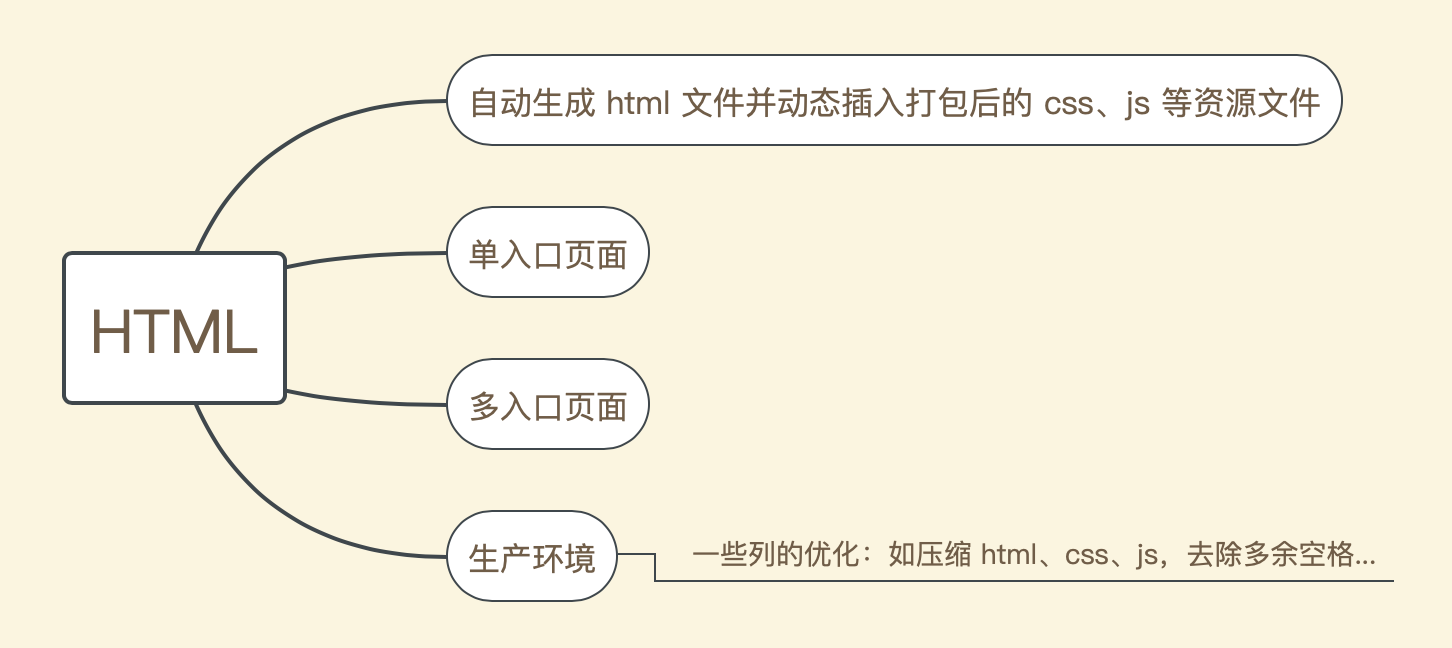 自动生成 html 文件并动态插入打包后的 css、js 等资源文件
单入口页面
HTML
多入口页面
生产环境
一些列的优化：如压缩 html、css、js，去除多余空格...